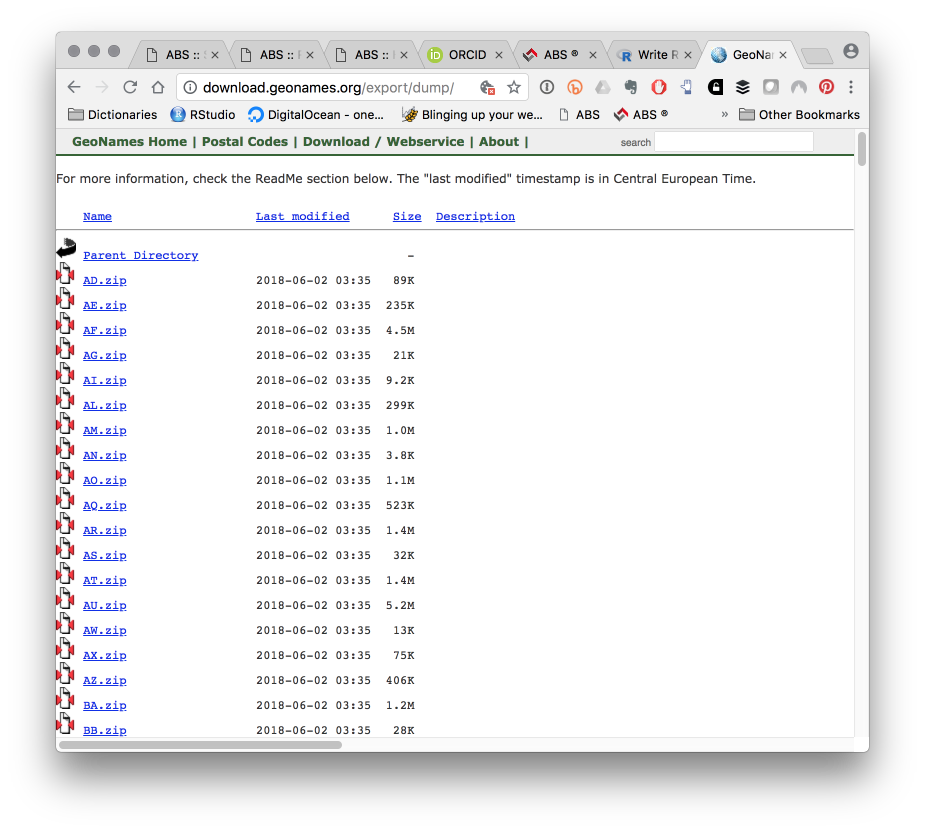 ABS :: S ABS :: F ABS :: ORCID ABS ® Write R GeoNa
download.geonames.org/export/dump/
Dictionaries RStudio DigitalOcean - one... Blinging up your we... ABS ABS ® » Other Bookmarks
GeoNames Home | Postal Codes | Download / Webservice | About | search
For more information, check the ReadMe section below. The "last modified" timestamp is in Central European Time.
Name Last modified Size Description
Parent Directory -
AD.zip 2018-06-02 03:35 89K
AE.zip 2018-06-02 03:35 235K
AF.zip 2018-06-02 03:35 4.5M
AG.zip 2018-06-02 03:35 21K
AI.zip 2018-06-02 03:35 9.2K
AL.zip 2018-06-02 03:35 299K
AM.zip 2018-06-02 03:35 1.0M
AN.zip 2018-06-02 03:35 3.8K
AO.zip 2018-06-02 03:35 1.1M
AQ.zip 2018-06-02 03:35 523K
AR.zip 2018-06-02 03:35 1.4M
AS.zip 2018-06-02 03:35 32K
AT.zip 2018-06-02 03:35 1.4M
AU.zip 2018-06-02 03:35 5.2M
AW.zip 2018-06-02 03:35 13K
AX.zip 2018-06-02 03:35 75K
AZ.zip 2018-06-02 03:35 406K
BA.zip 2018-06-02 03:35 1.2M
BB.zip 2018-06-02 03:35 28K